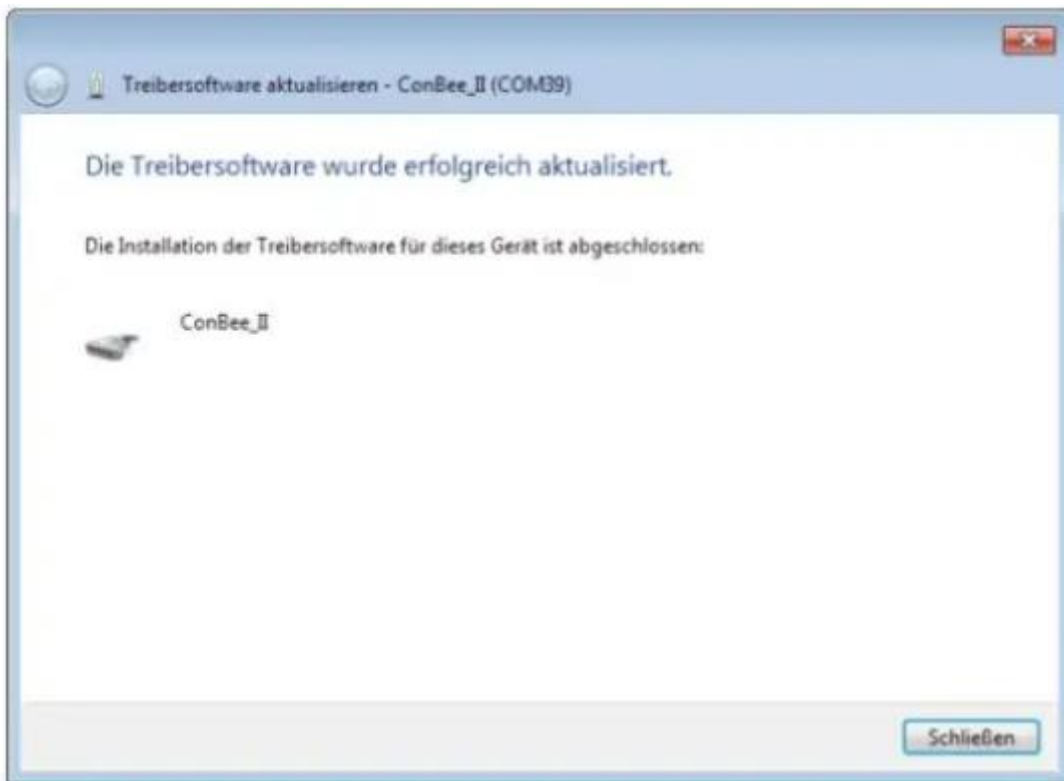 Treibersoftware aktualisieren - ConBee_II (COM39)
Die Treibersoftware wurde erfolgreich aktualisiert.
Die Installation der Treibersoftware für dieses Gerät ist abgeschlossen:
ConBee_II
Schließen